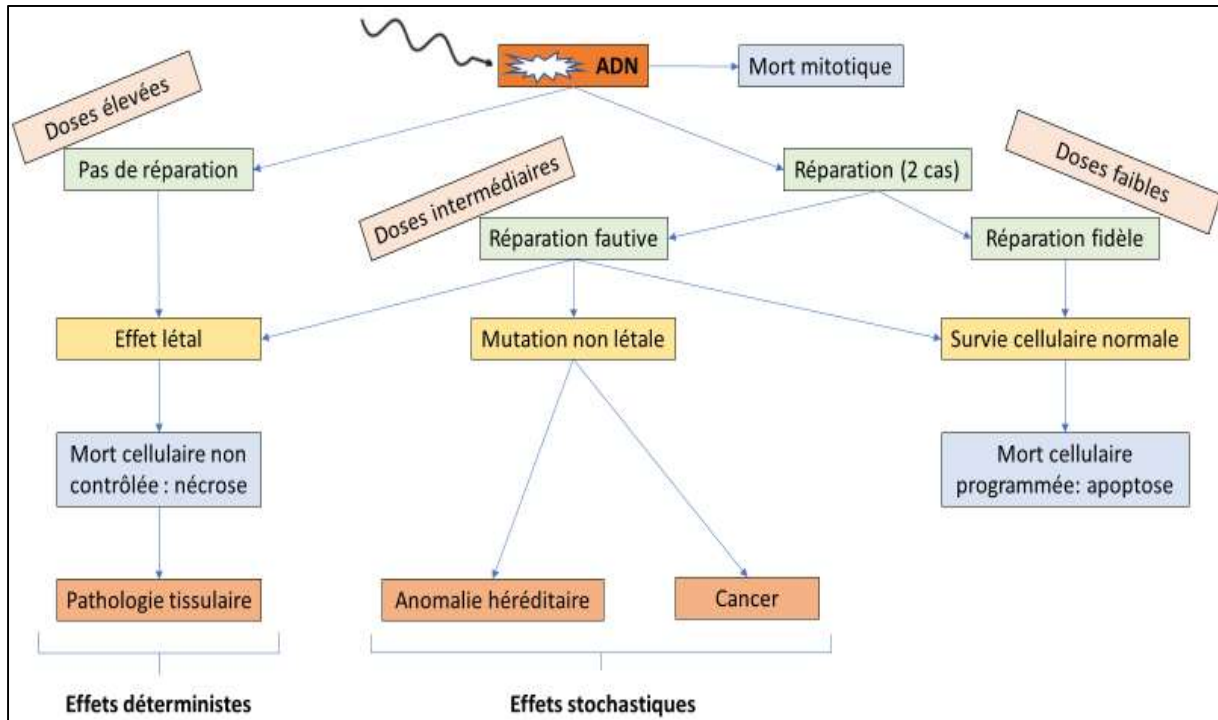 ADN
Mort mitotique
Doses élevées
Pas de réparation
Doses intermédiaires
Réparation (2 cas)
Doses faibles
Réparation fautive
Réparation fidèle
Effet létal
Mutation non létale
Survie cellulaire normale
Mort cellulaire non
contrôlée : nécrose
Mort cellulaire
programmée: apoptose
Pathologie tissulaire
Anomalie héréditaire
Cancer
Effets déterministes
Effets stochastiques